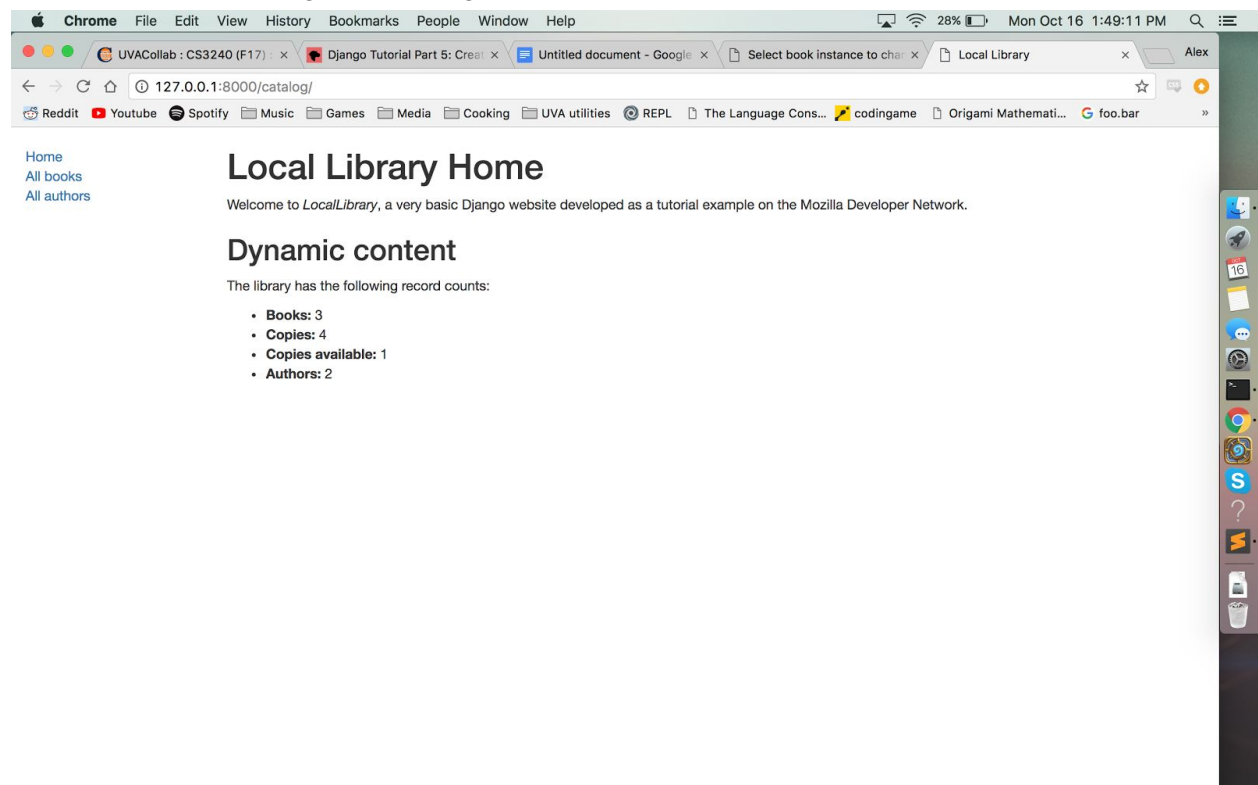 Chrome File Edit View History Bookmarks People Window Help 28% Mon Oct 16 1:49:11 PM
UVACollab : CS3240 (F17) : Django Tutorial Part 5: Creat Untitled document - Google Select book instance to char Local Library Alex
127.0.0.1:8000/catalog/
Reddit Youtube Spotify Music Games Media Cooking UVA utilities REPL The Language Cons... codingame Origami Mathemati... foo.bar »
Home
All books
All authors
Local Library Home
Welcome to LocalLibrary, a very basic Django website developed as a tutorial example on the Mozilla Developer Network.
Dynamic content
The library has the following record counts:
• Books: 3
• Copies: 4
• Copies available: 1
• Authors: 2
OCT
16